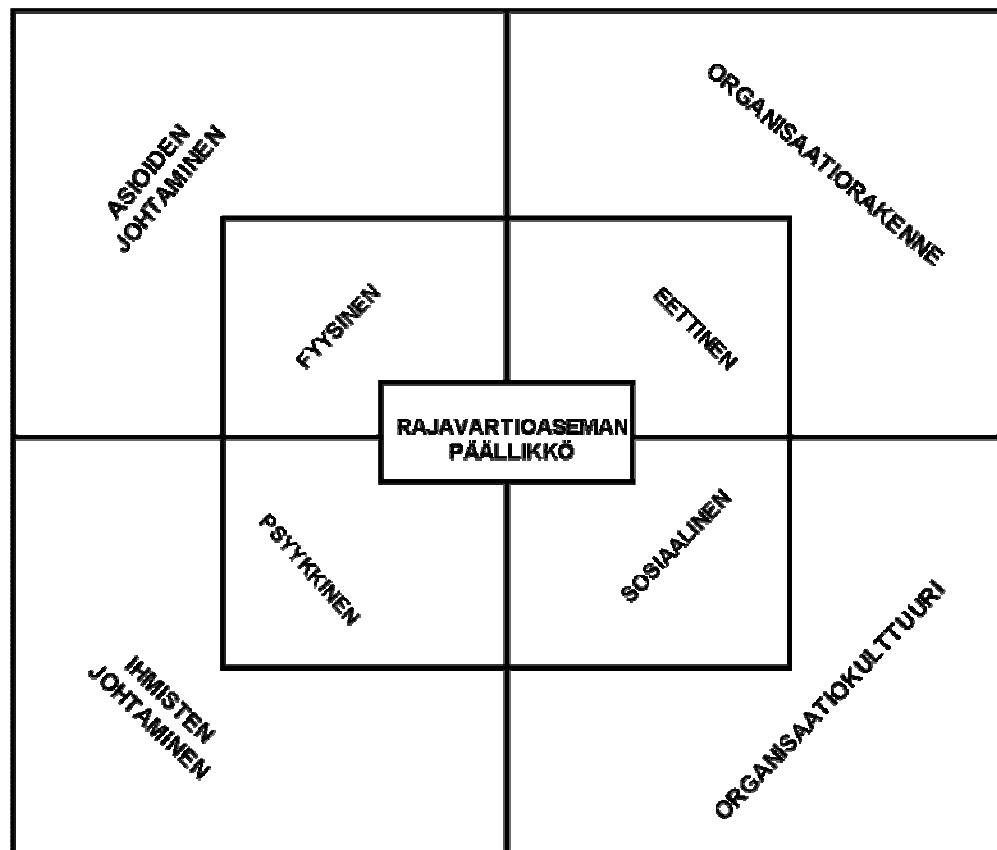 ASIOIDEN
JOHTAMINEN
ORGANISAATIORAKENNE
FYYSINEN
EETTINEN
RAJAVARTIOASEMAN
PÄÄLLIKKÖ
PSYYKKINEN
SOSIAALINEN
IHMISTEN
JOHTAMINEN
ORGANISAATIOKULTTUURI